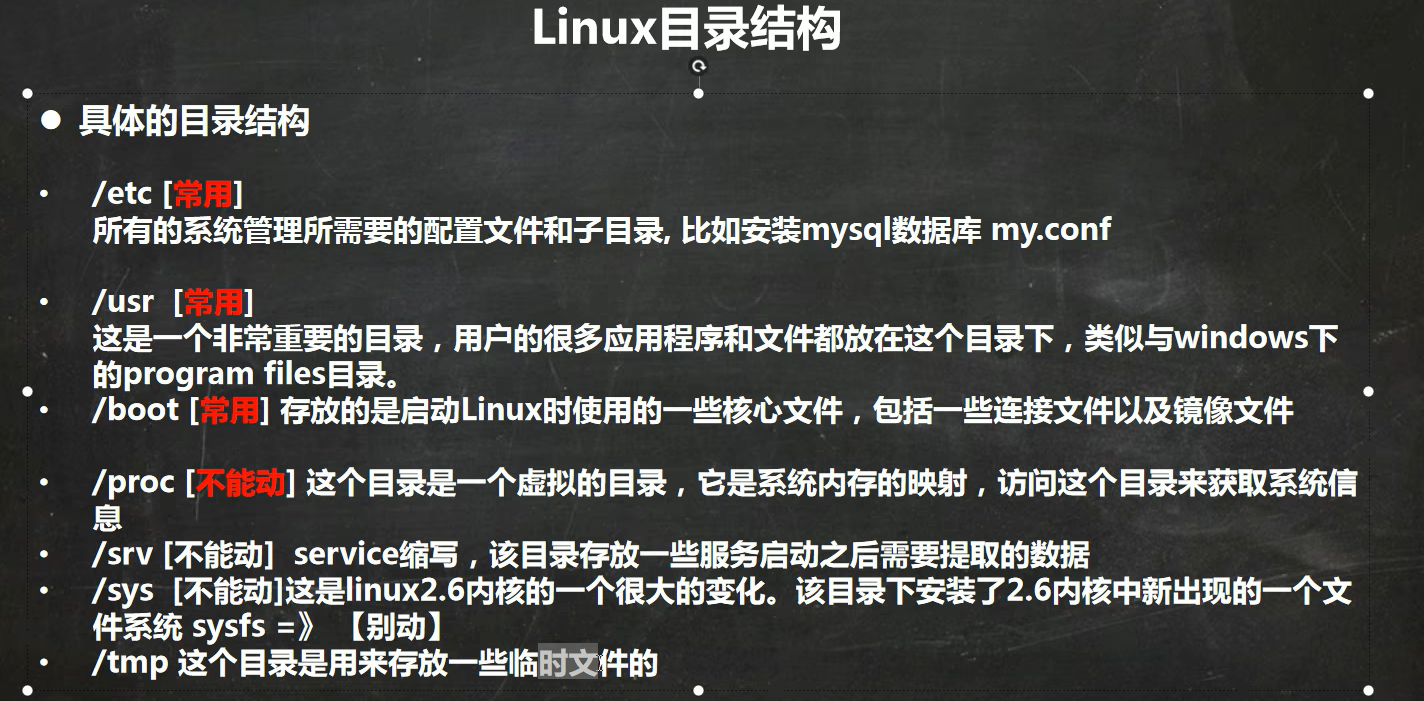 Linux目录结构
● 具体的目录结构
• /etc [常用]
所有的系统管理所需要的配置文件和子目录, 比如安装mysql数据库 my.conf
• /usr [常用]
这是一个非常重要的目录，用户的很多应用程序和文件都放在这个目录下，类似与windows下
的program files目录。
• /boot [常用] 存放的是启动Linux时使用的一些核心文件，包括一些连接文件以及镜像文件
• /proc [不能动] 这个目录是一个虚拟的目录，它是系统内存的映射，访问这个目录来获取系统信
息
• /srv [不能动] service缩写，该目录存放一些服务启动之后需要提取的数据
• /sys [不能动]这是linux2.6内核的一个很大的变化。该目录下安装了2.6内核中新出现的一个文
件系统 sysfs =》 【别动】
• /tmp 这个目录是用来存放一些临时文件的